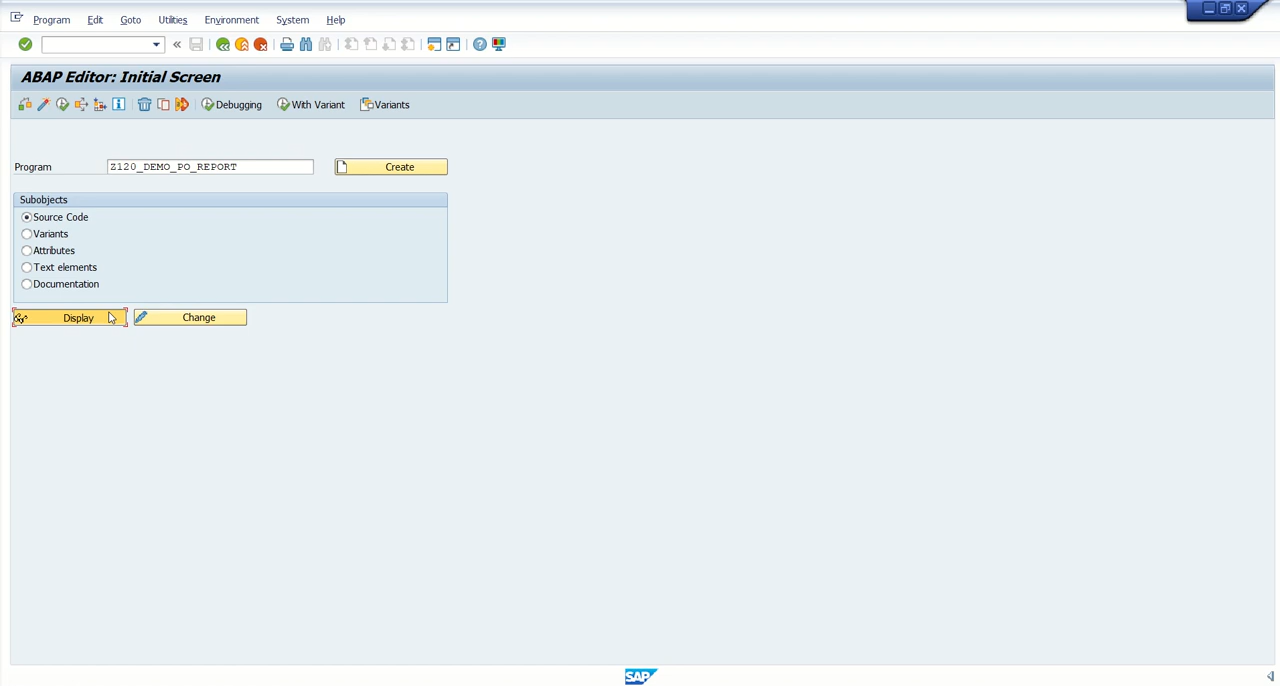 Program Edit Goto Utilities Environment System Help
ABAP Editor: Initial Screen
Debugging With Variant Variants
Program Z120_DEMO_PO_REPORT Create
Subobjects
Source Code
Variants
Attributes
Text elements
Documentation
Display Change
SAP